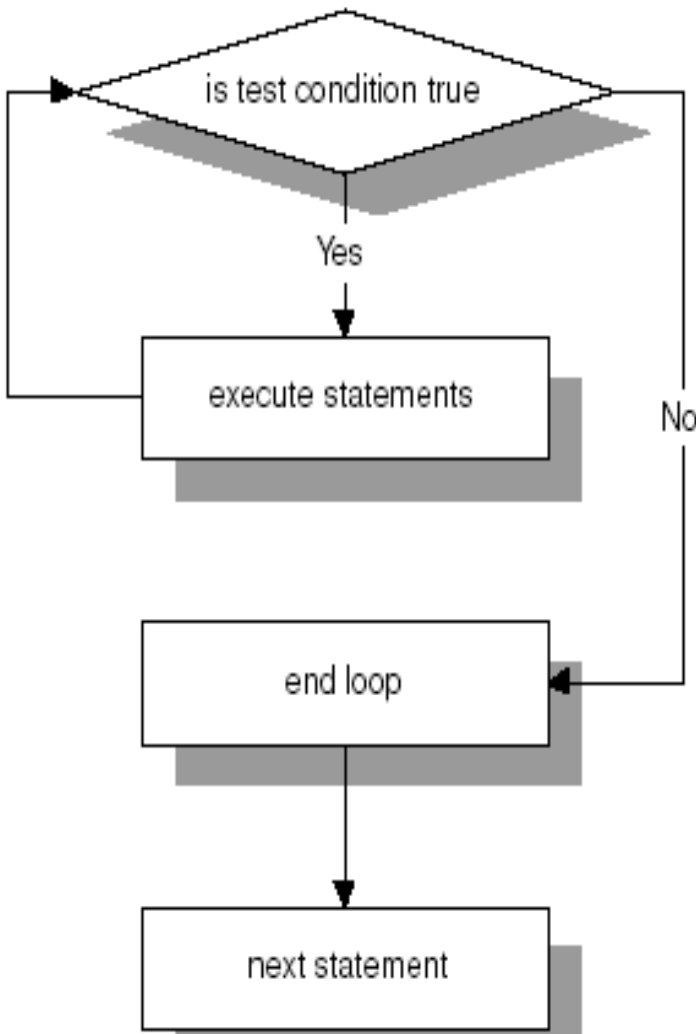 is test condition true
Yes
execute statements
No
end loop
next statement